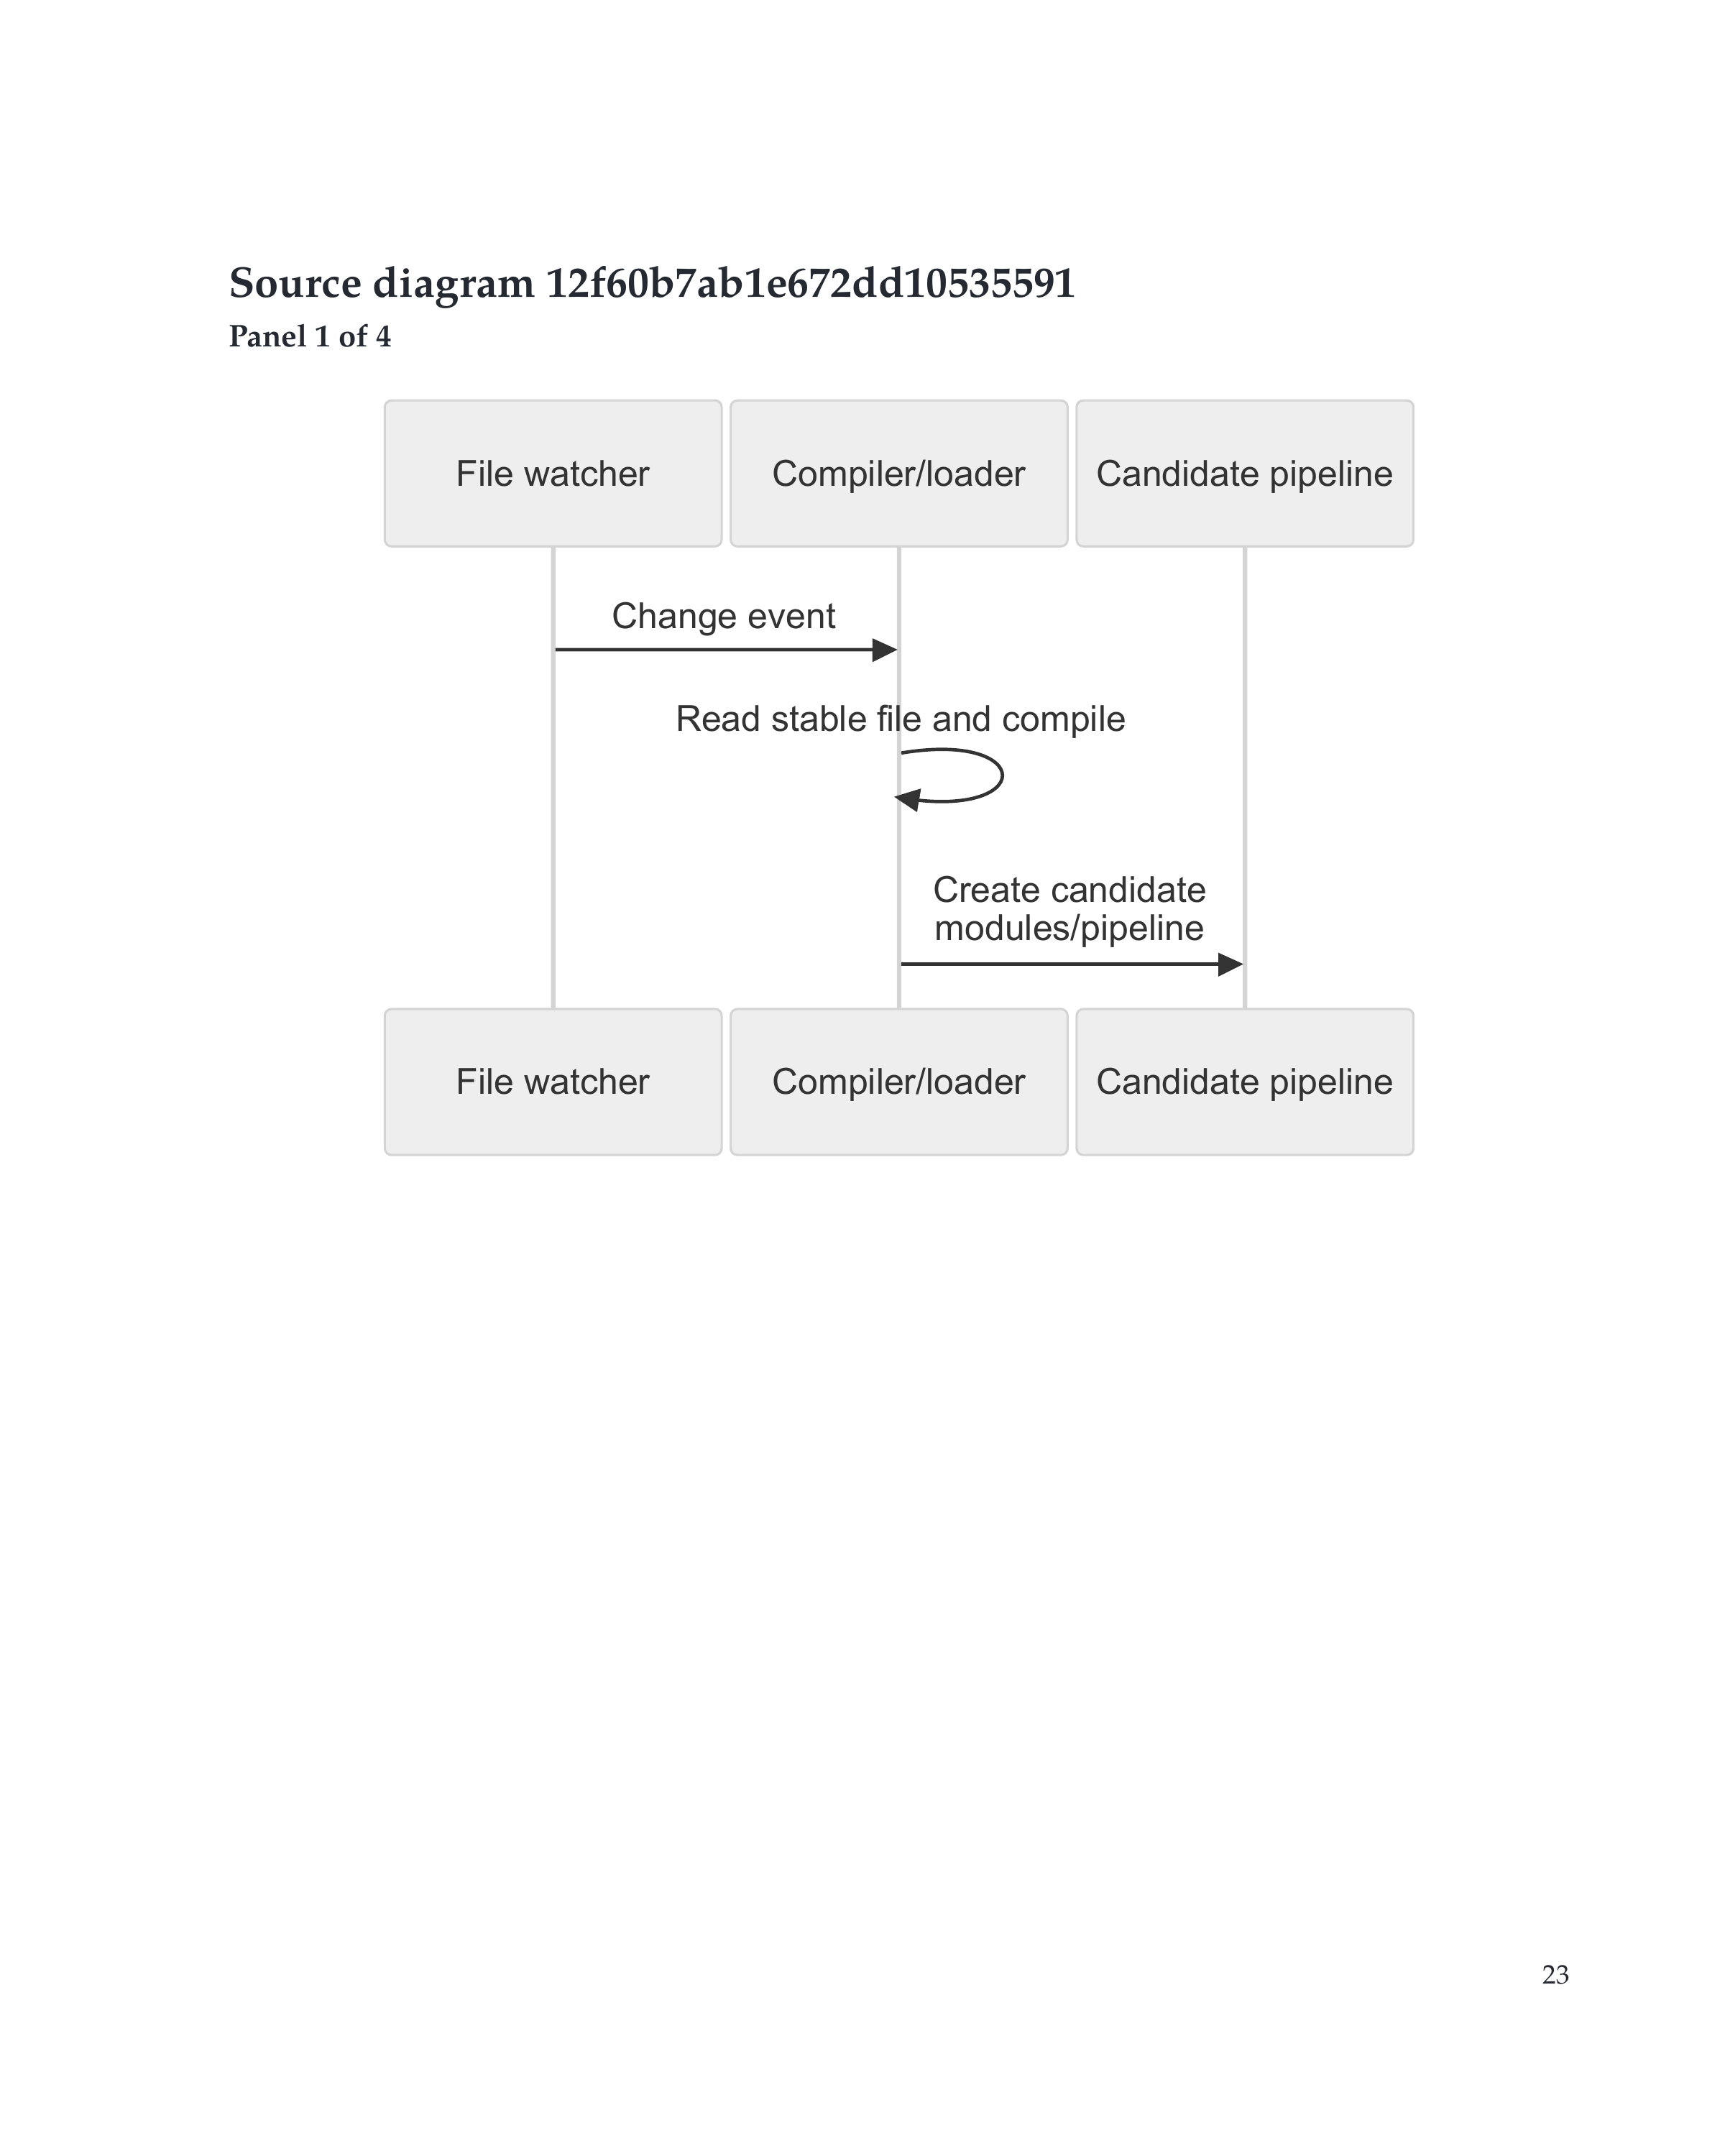 Source diagram 12f60b7ab1e672dd10535591
Panel 1 of 4
File watcher
Compiler/loader
Candidate pipeline
Change event
Read stable file and compile
Create candidate
modules/pipeline
File watcher
Compiler/loader
Candidate pipeline
23